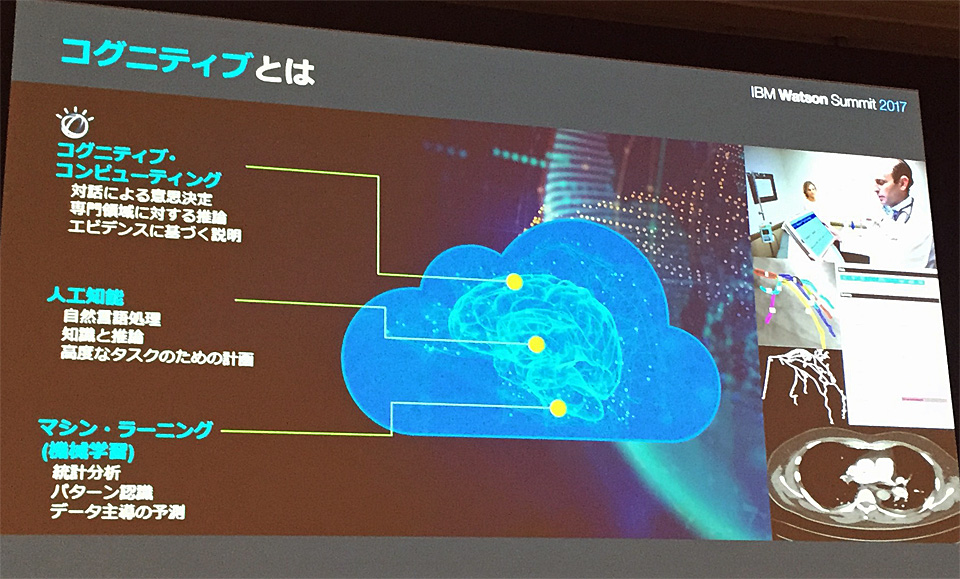 コグニティブとは
IBM Watson Summit 2017
コグニティブ・
コンピューティング
対話による意思決定
専門領域に対する推論
エビデンスに基づく説明
人工知能
自然言語処理
知識と推論
高度なタスクのための計画
マシン・ラーニング
(機械学習)
統計分析
パターン認識
データ主導の予測